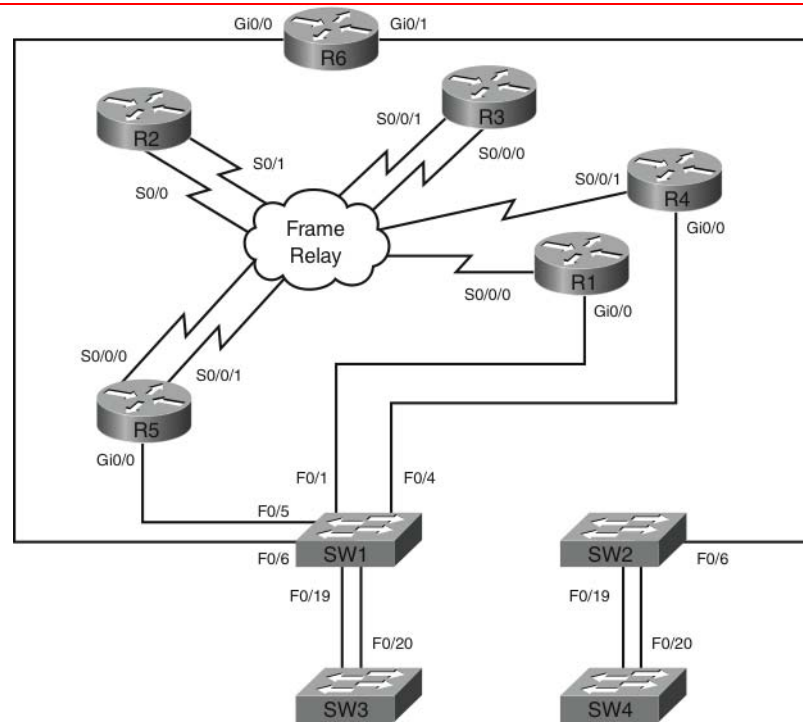 Gi0/0
Gi0/1
R6
R2
R3
S0/0/1
S0/1
S0/0/0
S0/0
R4
S0/0/1
Gi0/0
Frame
Relay
R1
S0/0/0
Gi0/0
S0/0/0
S0/0/1
R5
Gi0/0
F0/1
F0/4
F0/5
SW1
SW2
F0/6
F0/6
F0/19
F0/19
F0/20
F0/20
SW3
SW4